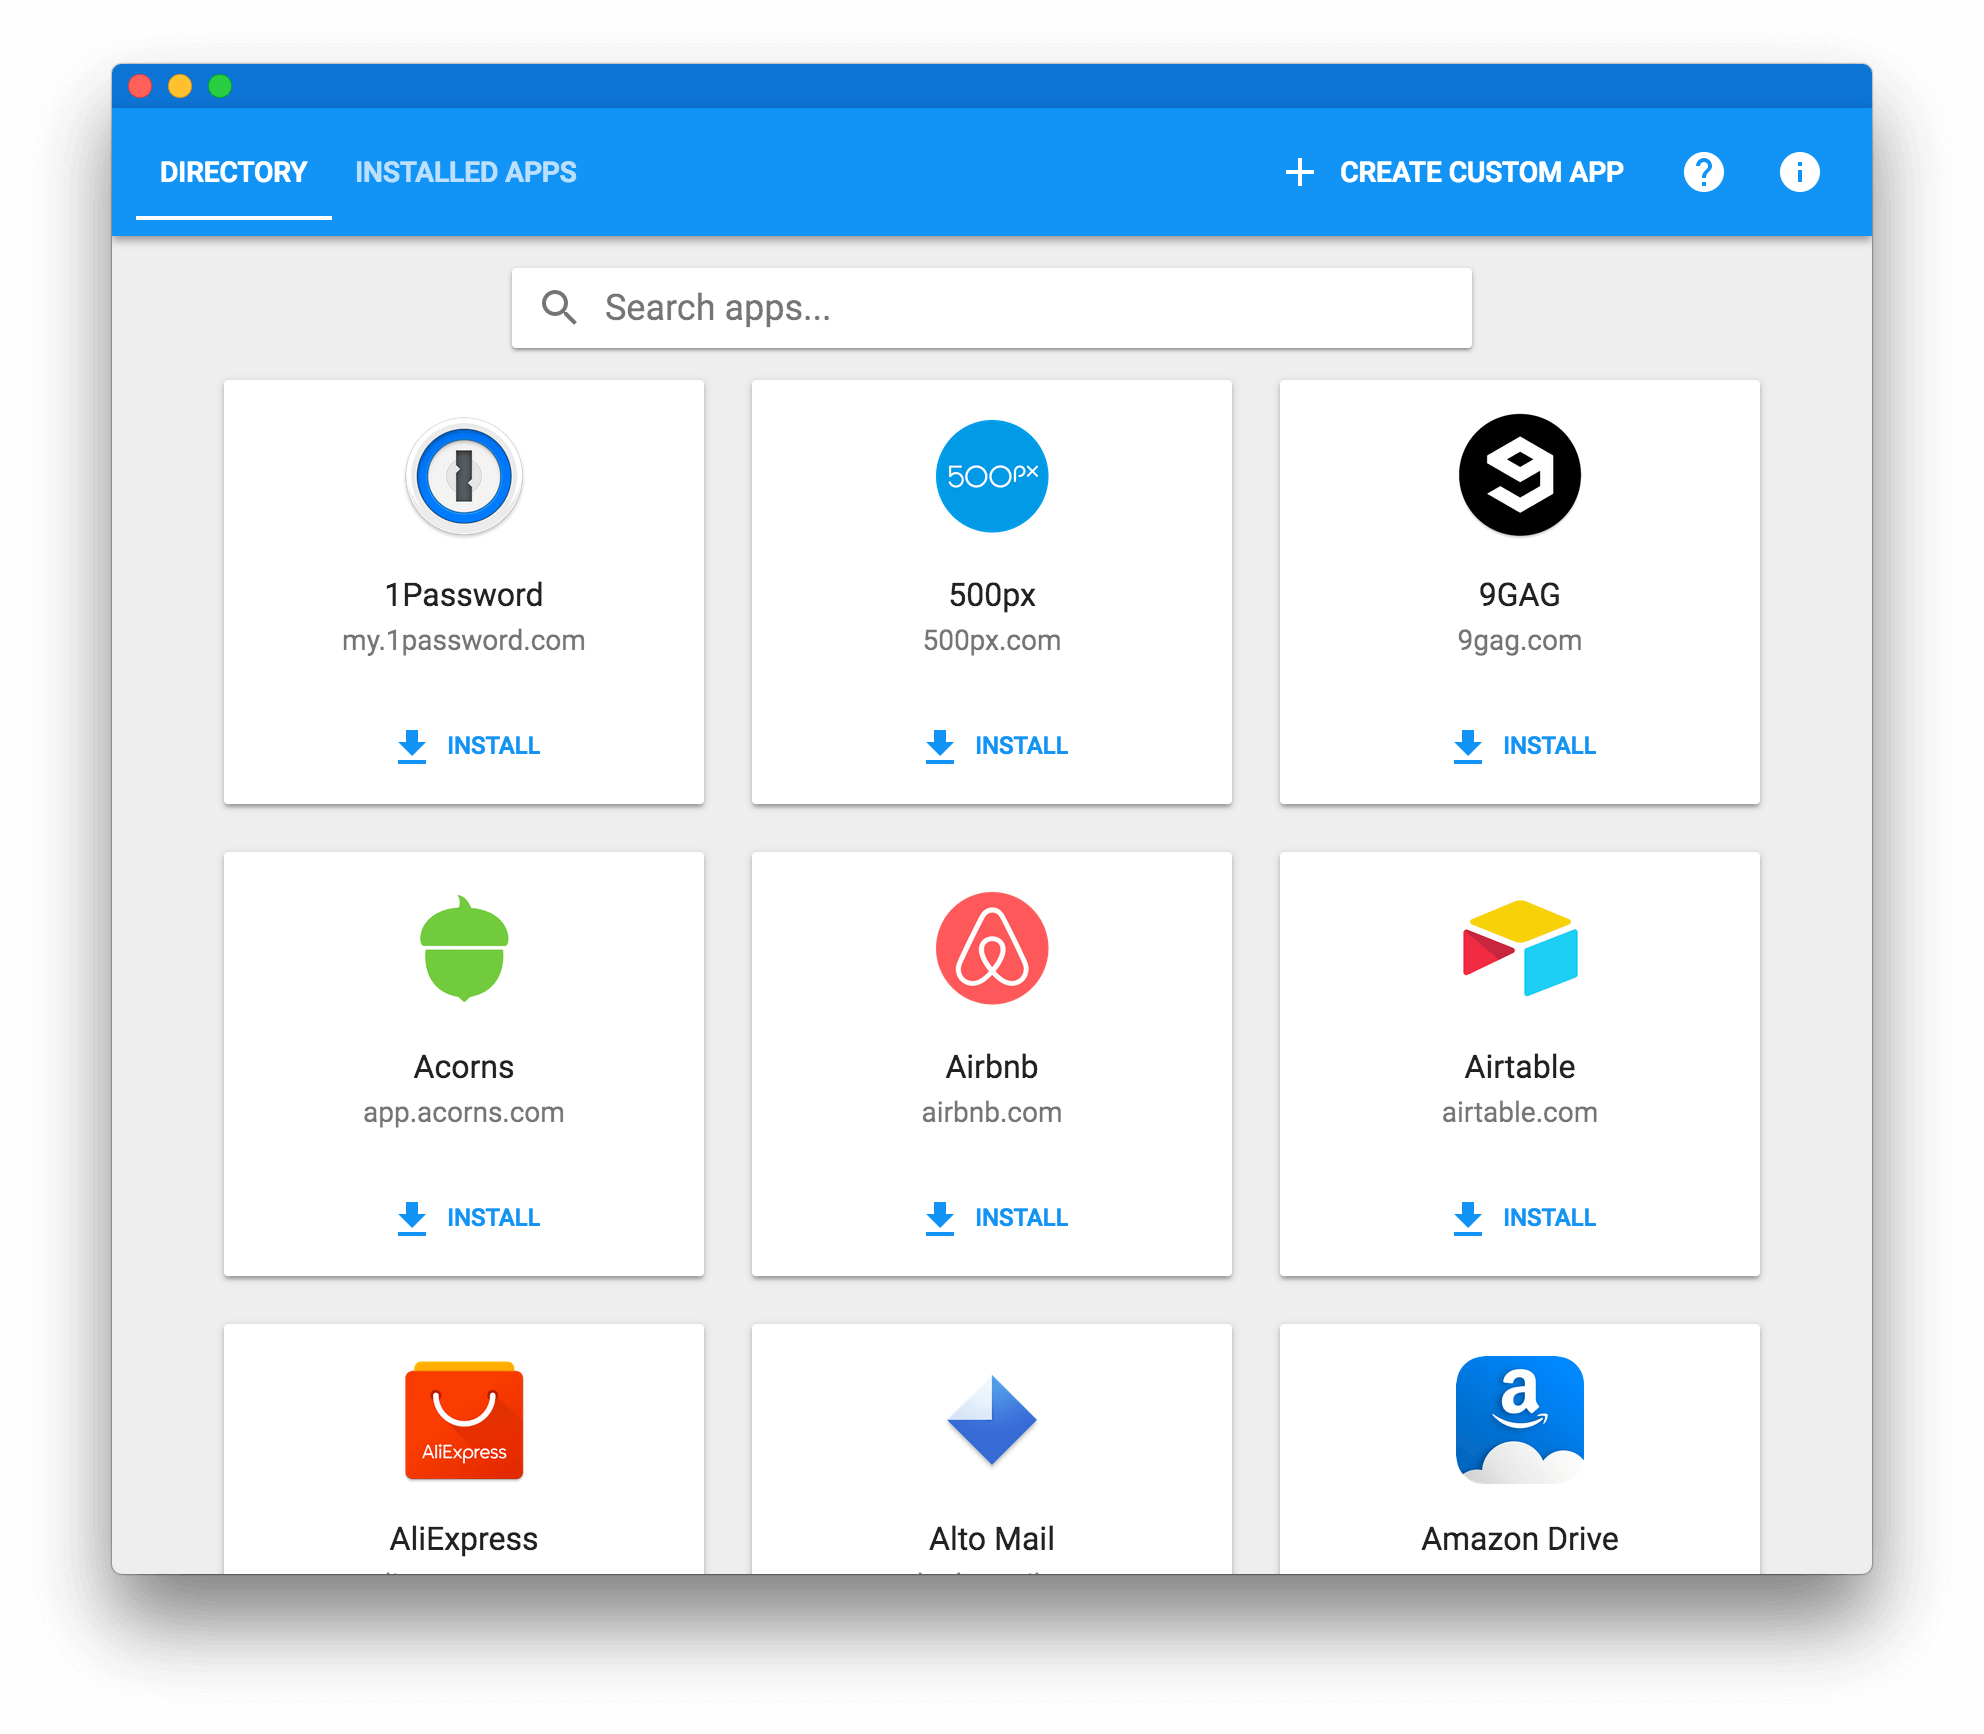 DIRECTORY INSTALLED APPS CREATE CUSTOM APP
Search apps...
500px
1Password 500px 9GAG
my.1password.com 500px.com 9gag.com
INSTALL INSTALL INSTALL
Acorns Airbnb Airtable
app.acorns.com airbnb.com airtable.com
INSTALL INSTALL INSTALL
AliExpress
AliExpress Alto Mail Amazon Drive